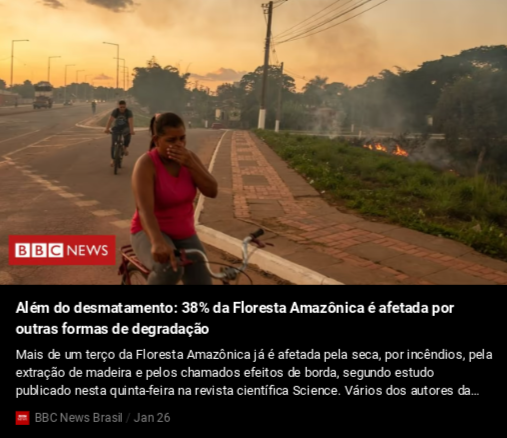 BBC NEWS
Além do desmatamento: 38% da Floresta Amazônica é afetada por
outras formas de degradação
Mais de um terço da Floresta Amazônica já é afetada pela seca, por incêndios, pela
extração de madeira e pelos chamados efeitos de borda, segundo estudo
publicado nesta quinta-feira na revista científica Science. Vários dos autores da...
BBC News Brasil / Jan 26